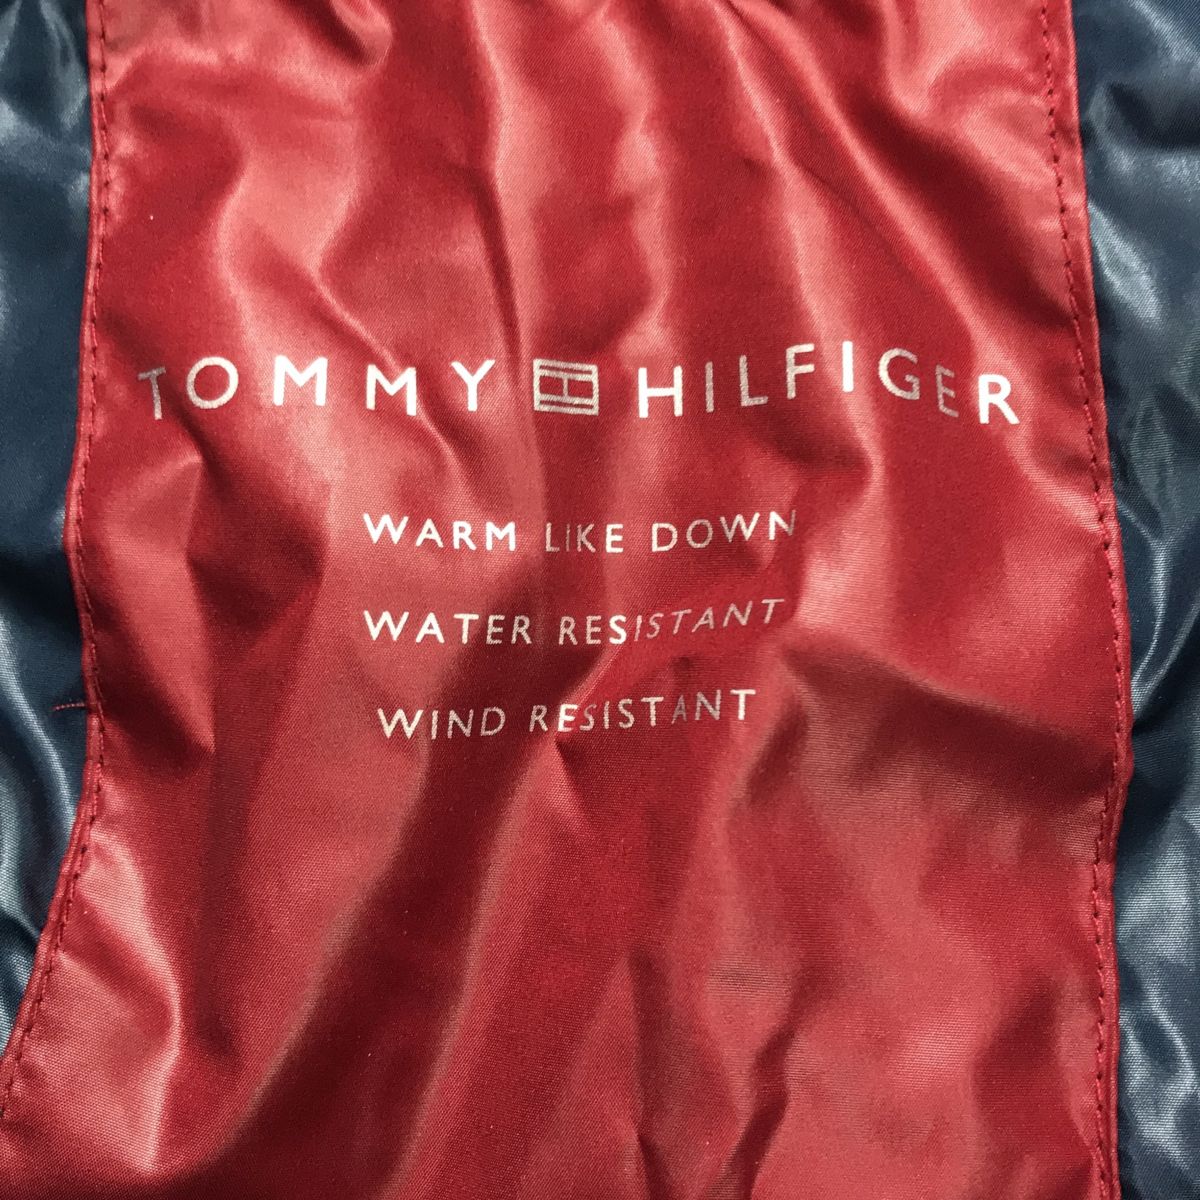 TOMMY HILFIGER
WARM LIKE DOWN
WATER RESISTANT
WIND RESISTANT